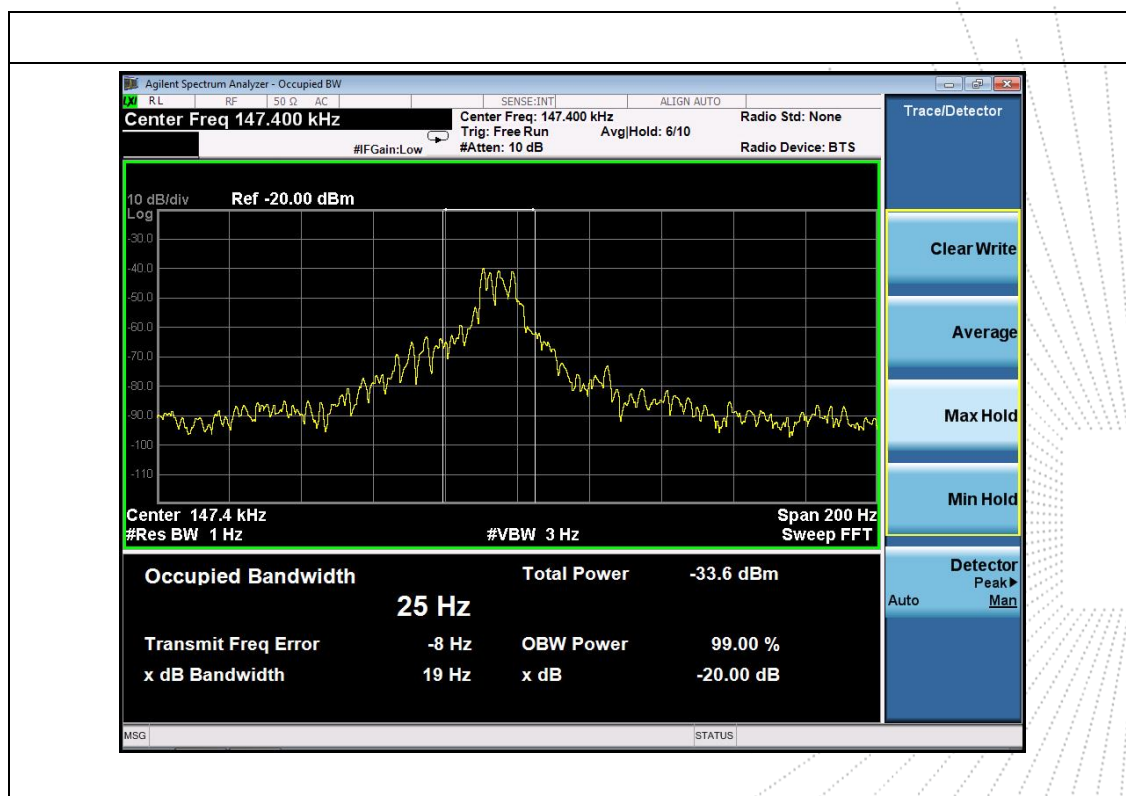 Agilent Spectrum Analyzer - Occupied BW
LXI RL RF 50 Ω AC SENSE:INT ALIGN AUTO
Center Freq 147.400 kHz
Center Freq: 147.400 kHz Radio Std: None
Trig: Free Run Avg|Hold: 6/10
#IFGain:Low #Atten: 10 dB Radio Device: BTS
10 dB/div Ref -20.00 dBm
Log
-30.0
-40.0
-50.0
-60.0
-70.0
-80.0
-90.0
-100
-110
Center 147.4 kHz Span 200 Hz
#Res BW 1 Hz #VBW 3 Hz Sweep FFT
Occupied Bandwidth Total Power -33.6 dBm
25 Hz
Transmit Freq Error -8 Hz OBW Power 99.00 %
x dB Bandwidth 19 Hz x dB -20.00 dB
MSG STATUS
Trace/Detector
Clear Write
Average
Max Hold
Min Hold
Detector
Peak▶
Auto Man